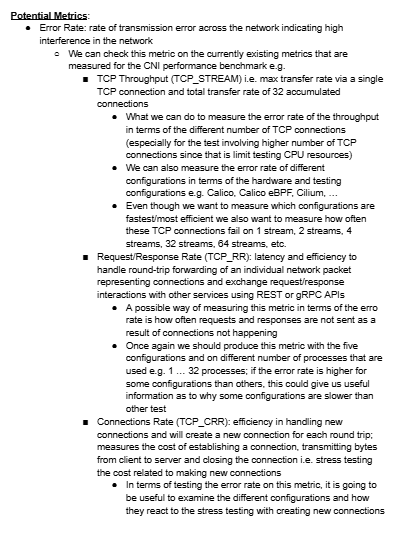 Potential Metrics:
● Error Rate: rate of transmission error across the network indicating high
interference in the network
○ We can check this metric on the currently existing metrics that are
measured for the CNI performance benchmark e.g.
■ TCP Throughput (TCP_STREAM) i.e. max transfer rate via a single
TCP connection and total transfer rate of 32 accumulated
connections
● What we can do to measure the error rate of the throughput
in terms of the different number of TCP connections
(especially for the test involving higher number of TCP
connections since that is limit testing CPU resources)
● We can also measure the error rate of different
configurations in terms of the hardware and testing
configurations e.g. Calico, Calico eBPF, Cilium, ...
● Even though we want to measure which configurations are
fastest/most efficient we also want to measure how often
these TCP connections fail on 1 stream, 2 streams, 4
streams, 32 streams, 64 streams, etc.
■ Request/Response Rate (TCP_RR): latency and efficiency to
handle round-trip forwarding of an individual network packet
representing connections and exchange request/response
interactions with other services using REST or gRPC APIs
● A possible way of measuring this metric in terms of the erro
rate is how often requests and responses are not sent as a
result of connections not happening
● Once again we should produce this metric with the five
configurations and on different number of processes that are
used e.g. 1 ... 32 processes; if the error rate is higher for
some configurations than others, this could give us useful
information as to why some configurations are slower than
other test
■ Connections Rate (TCP_CRR): efficiency in handling new
connections and will create a new connection for each round trip;
measures the cost of establishing a connection, transmitting bytes
from client to server and closing the connection i.e. stress testing
the cost related to making new connections
● In terms of testing the error rate on this metric, it is going to
be useful to examine the different configurations and how
they react to the stress testing with creating new connections